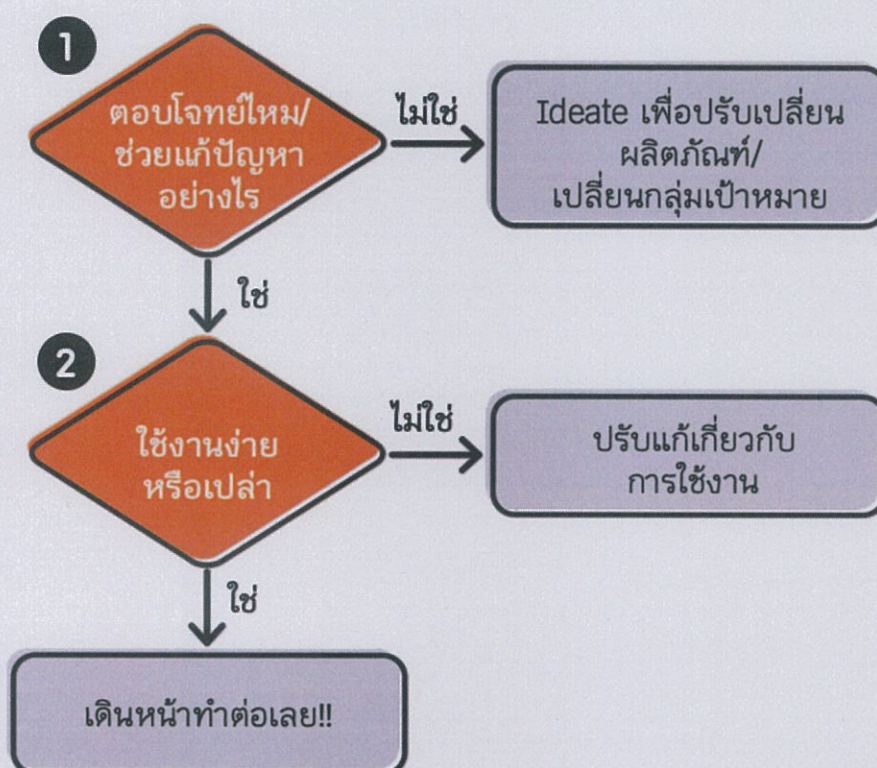 1
ตอบโจทย์ไหม/
ช่วยแก้ปัญหา
อย่างไร
ไม่ใช่
Ideate เพื่อปรับเปลี่ยน
ผลิตภัณฑ์/
เปลี่ยนกลุ่มเป้าหมาย
ใช่
2
ใช้งานง่าย
หรือเปล่า
ไม่ใช่
ปรับแก้เกี่ยวกับ
การใช้งาน
ใช่
เดินหน้าทำต่อเลย!!